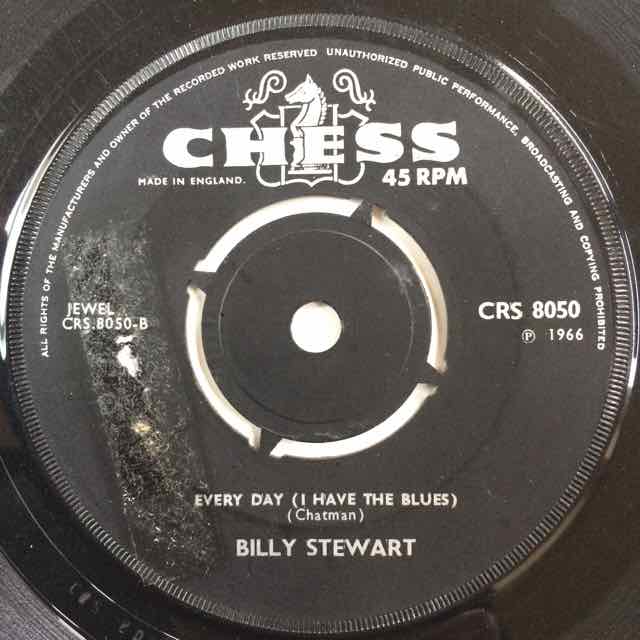 ALL RIGHTS OF THE MANUFACTURERS AND OWNER OF THE RECORDED WORK RESERVED UNAUTHORIZED PUBLIC PERFORMANCE, BROADCASTING AND COPYING PROHIBITED
CHESS
MADE IN ENGLAND.
45 RPM
JEWEL
CRS.8050-B
CRS 8050
℗ 1966
EVERY DAY (I HAVE THE BLUES)
(Chatman)
BILLY STEWART